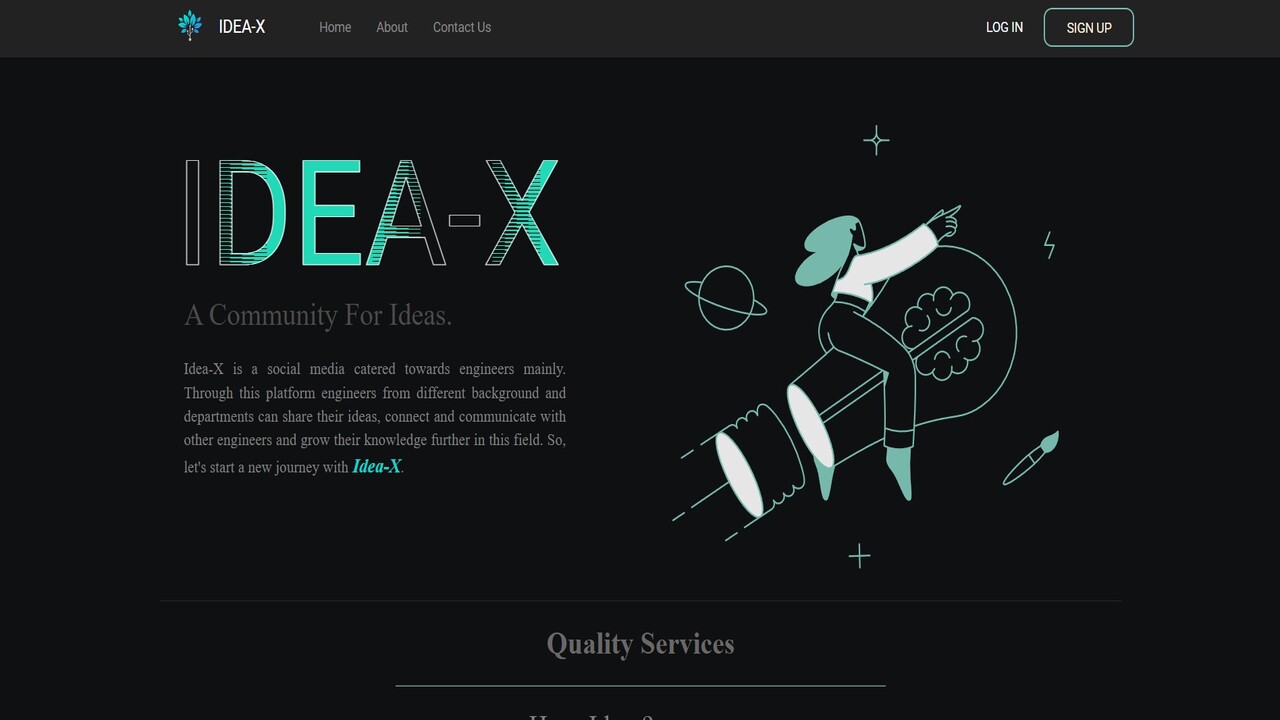 IDEA-X
Home About Contact Us
LOG IN
SIGN UP
IDEA-X
A Community For Ideas.
Idea-X is a social media catered towards engineers mainly.
Through this platform engineers from different background and
departments can share their ideas, connect and communicate with
other engineers and grow their knowledge further in this field. So,
let's start a new journey with Idea-X.
Quality Services